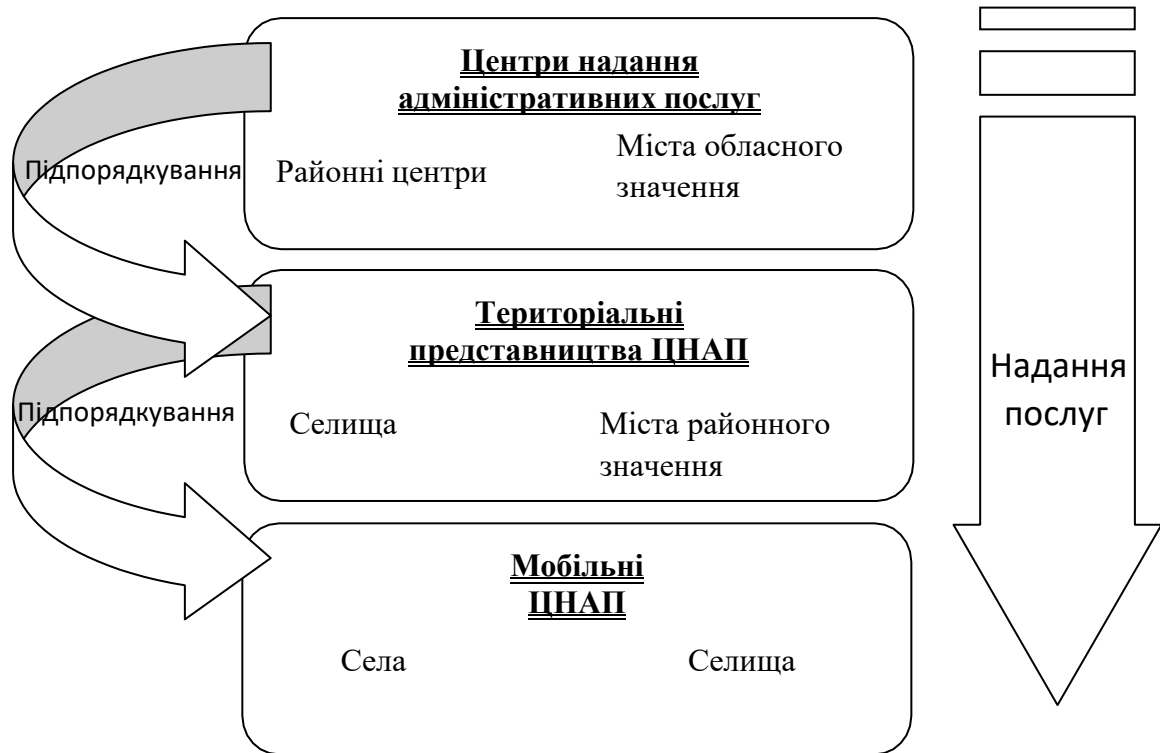 Центри надання
адміністративних послуг
Підпорядкування
Районні центри
Міста обласного
значення
Територіальні
представництва ЦНАП
Підпорядкування
Селища
Міста районного
значення
Надання
послуг
Мобільні
ЦНАП
Села
Селища